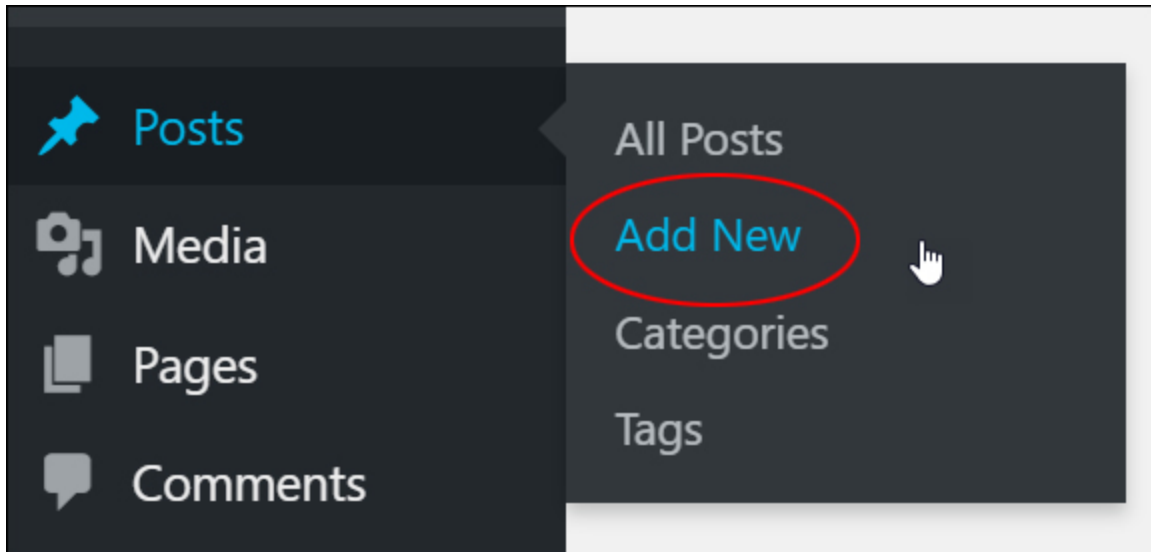 Posts
Media
Pages
Comments
All Posts
Add New
Categories
Tags